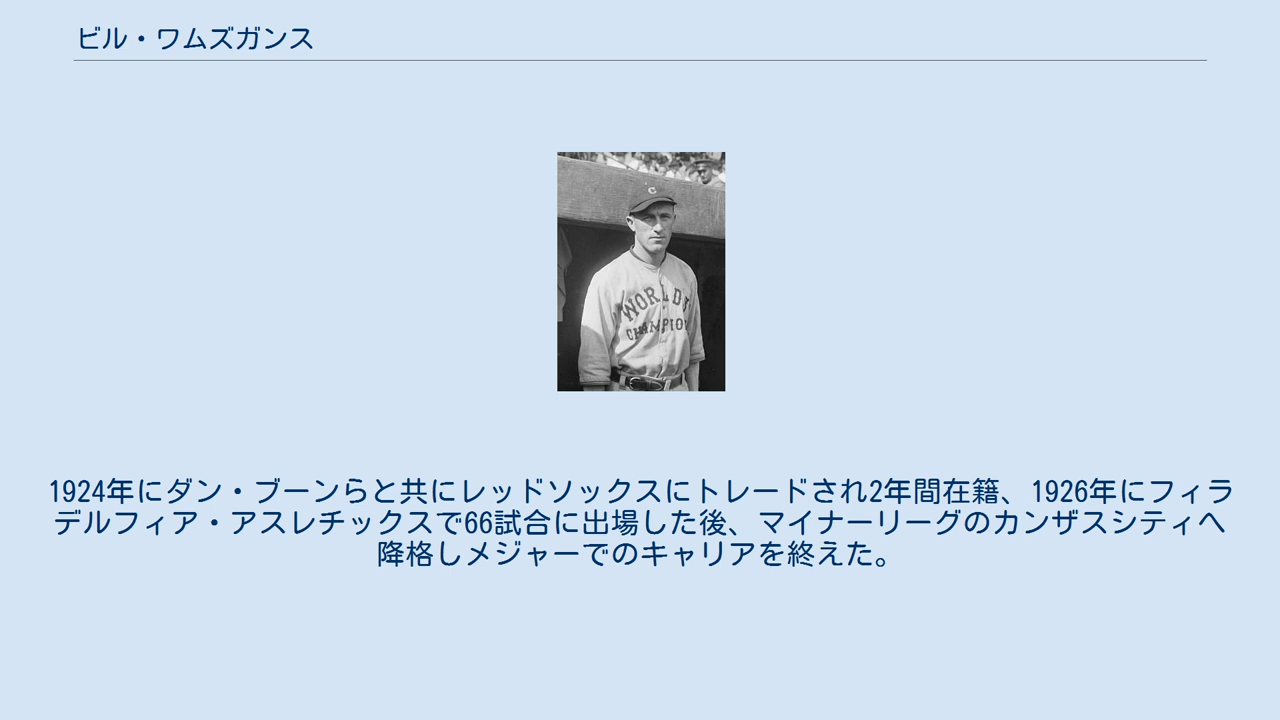 ビル・ワムズガンス
C
WORLDS
CHAMPION
1924年にダン・ブーンらと共にレッドソックスにトレードされ2年間在籍、1926年にフィラ
デルフィア・アスレチックスで66試合に出場した後、マイナーリーグのカンザスシティへ
降格しメジャーでのキャリアを終えた。